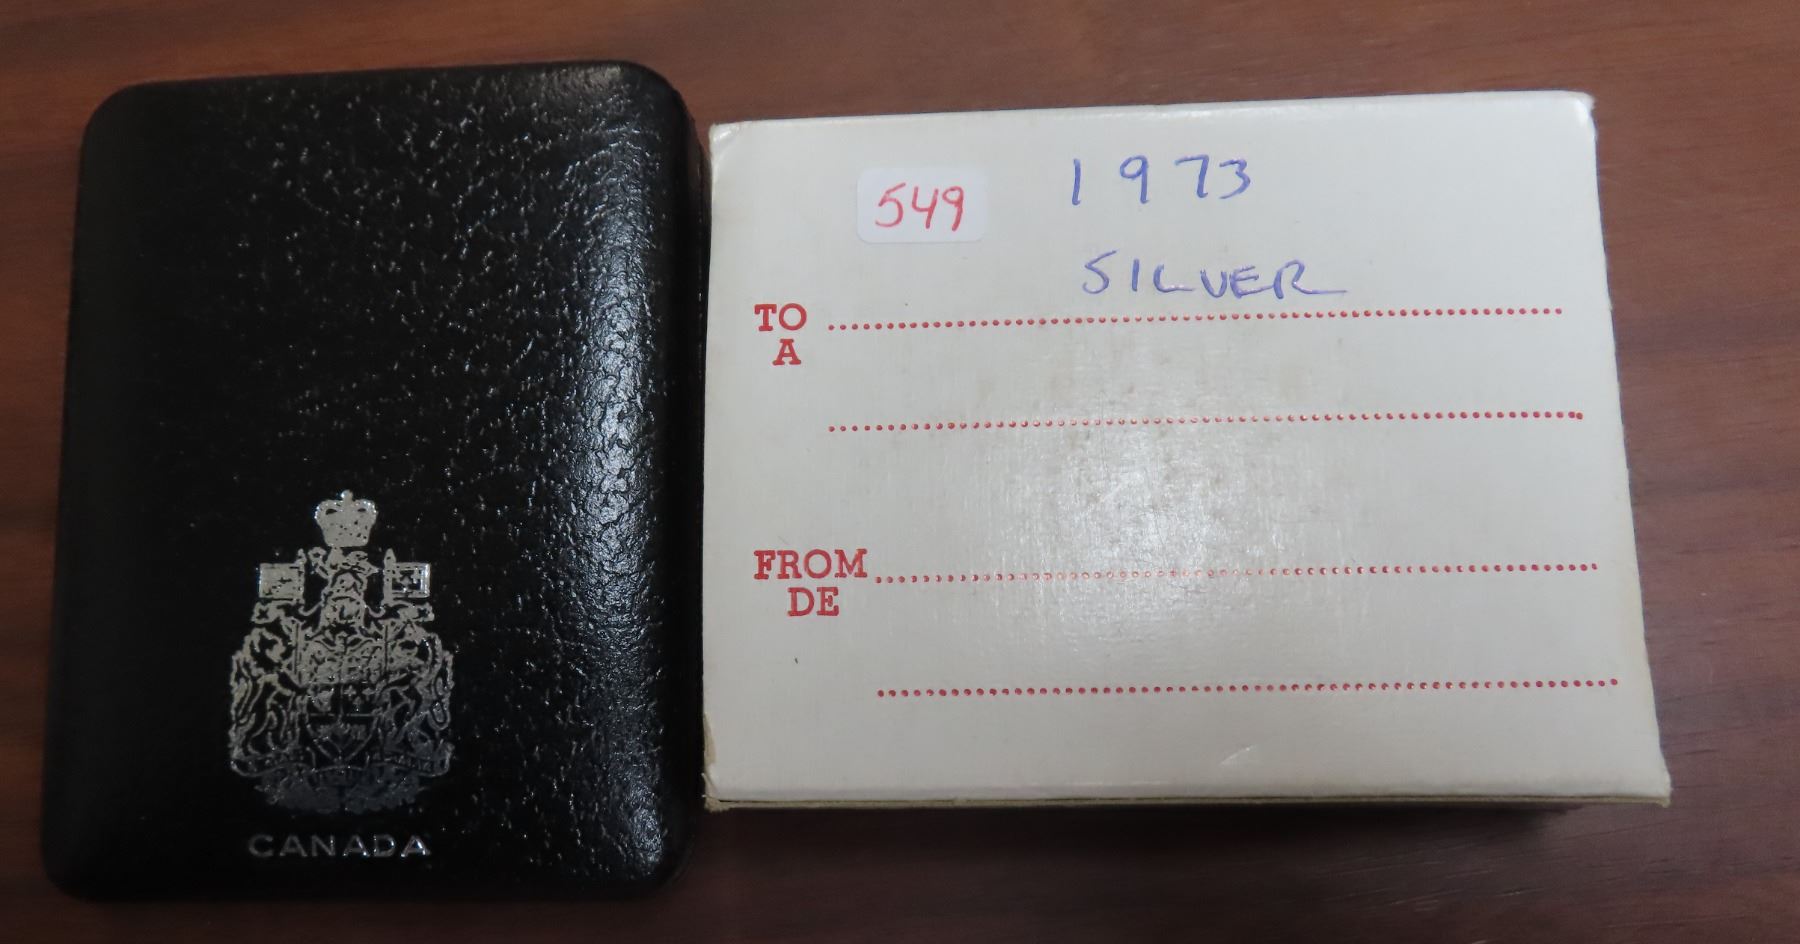 CANADA
549
1973
SILVER
TO
A
FROM
DE